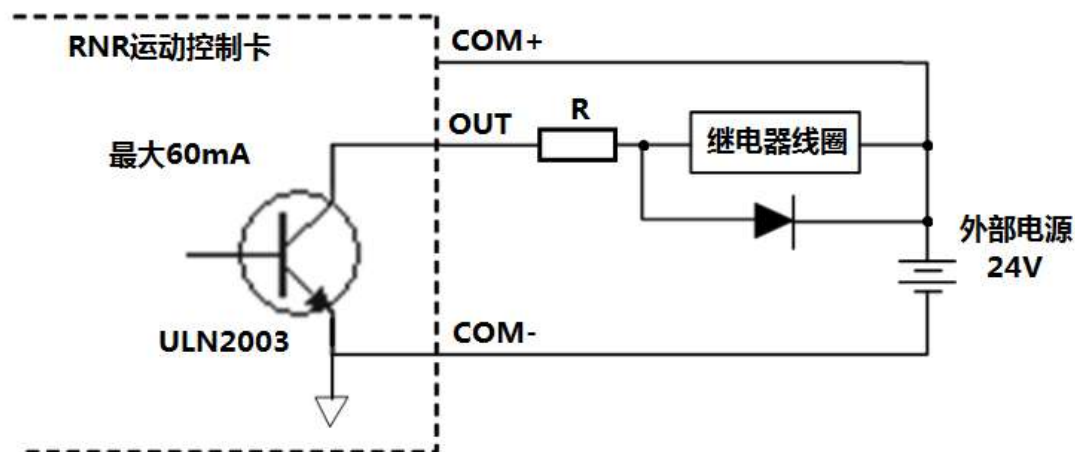 RNR运动控制卡
COM+
OUT
R
继电器线圈
最大60mA
外部电源
24V
ULN2003
COM-